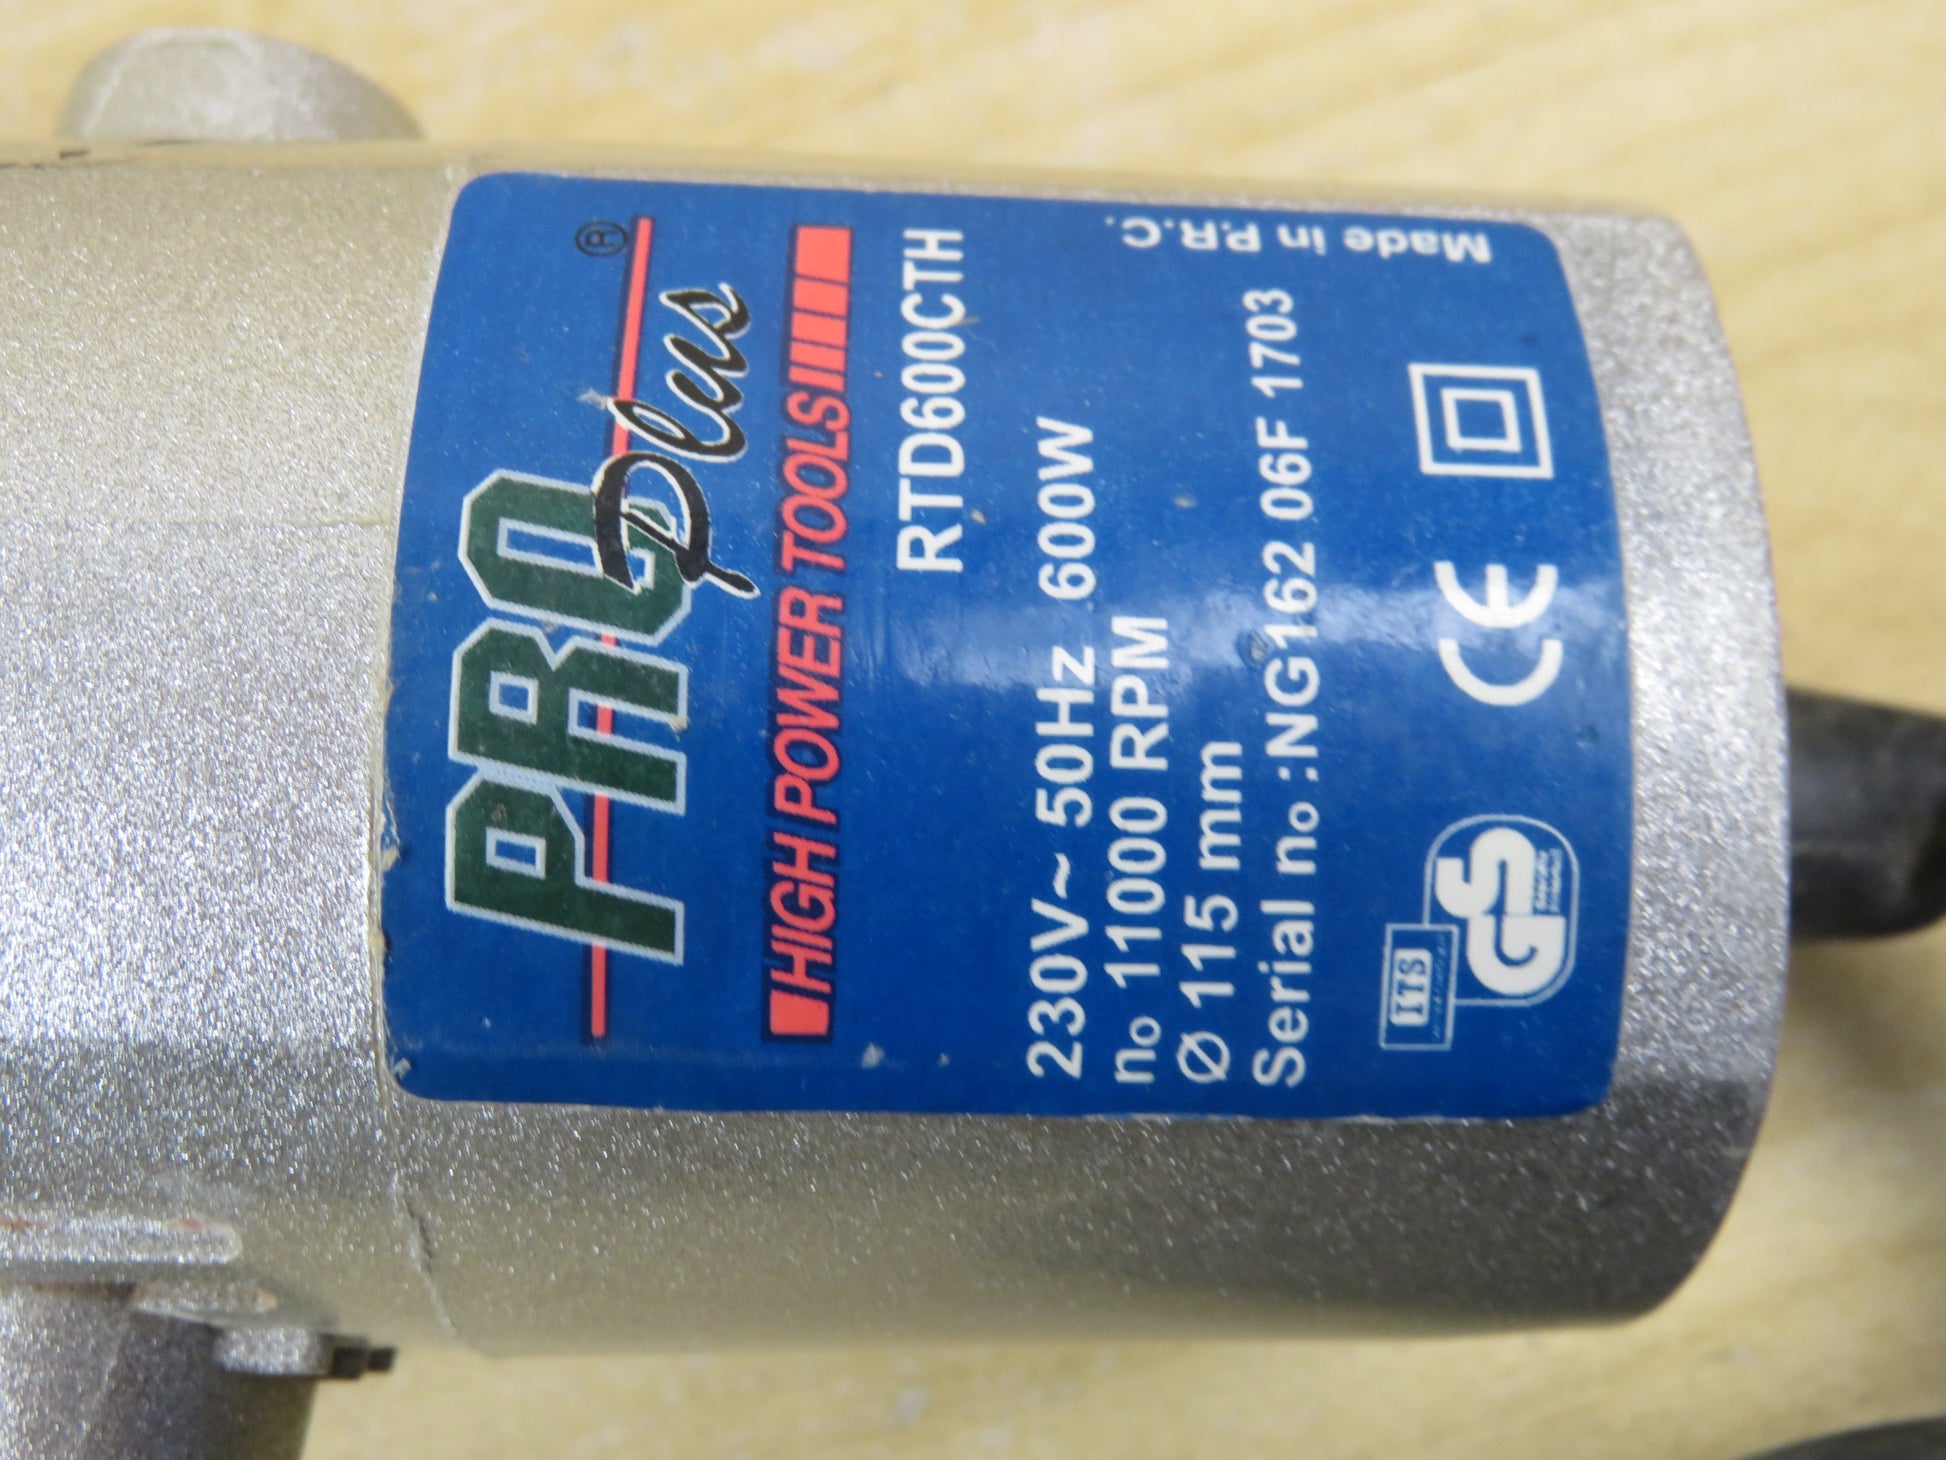 PRO Plus ®
HIGH POWER TOOLS
RTD600CTH
230V~ 50Hz 600W
no 11000 RPM
Ø 115 mm
Serial no :NG162 06F 1703
ITS
GS
CE
Made in P.R.C.